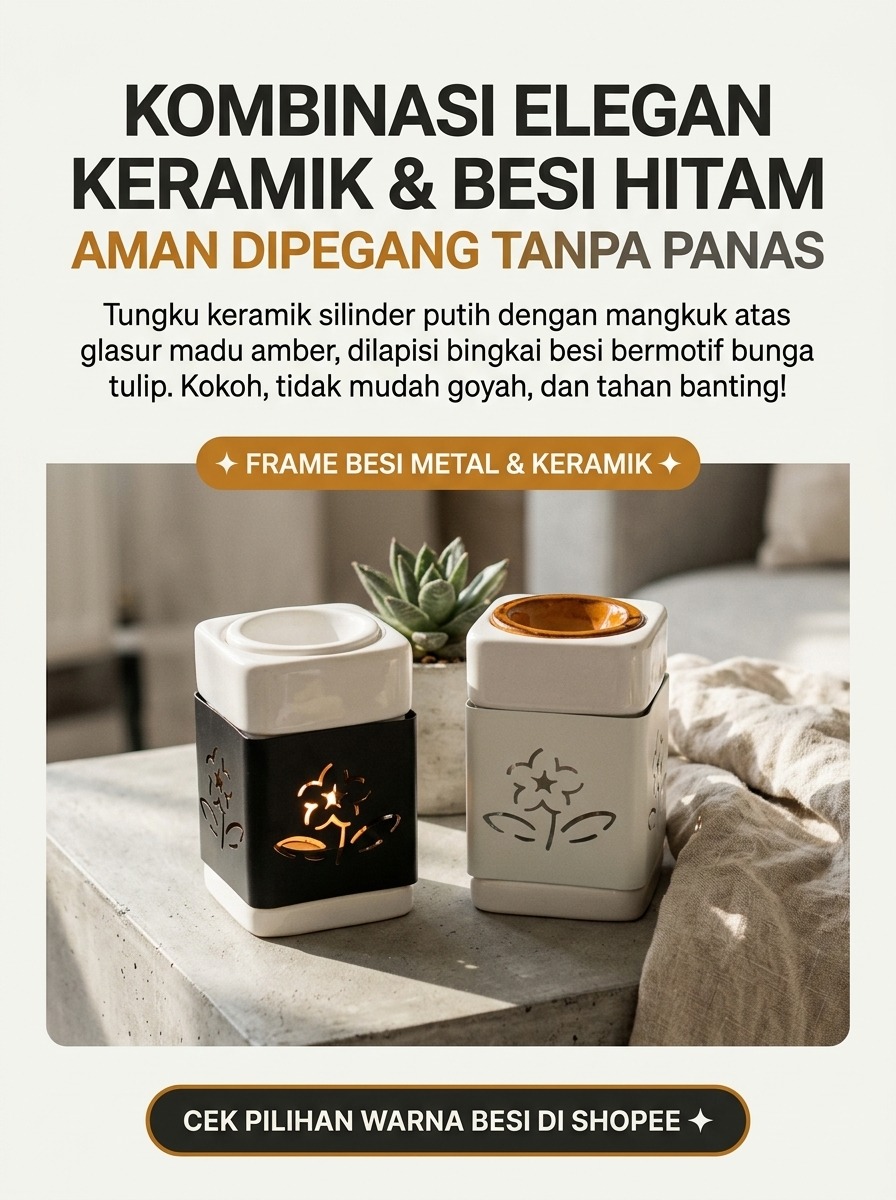 KOMBINASI ELEGAN
KERAMIK & BESI HITAM
AMAN DIPEGANG TANPA PANAS
Tungku keramik silinder putih dengan mangkuk atas
glasur madu amber, dilapisi bingkai besi bermotif bunga
tulip. Kokoh, tidak mudah goyah, dan tahan banting!
✦ FRAME BESI METAL & KERAMIK ✦
CEK PILIHAN WARNA BESI DI SHOPEE ✦